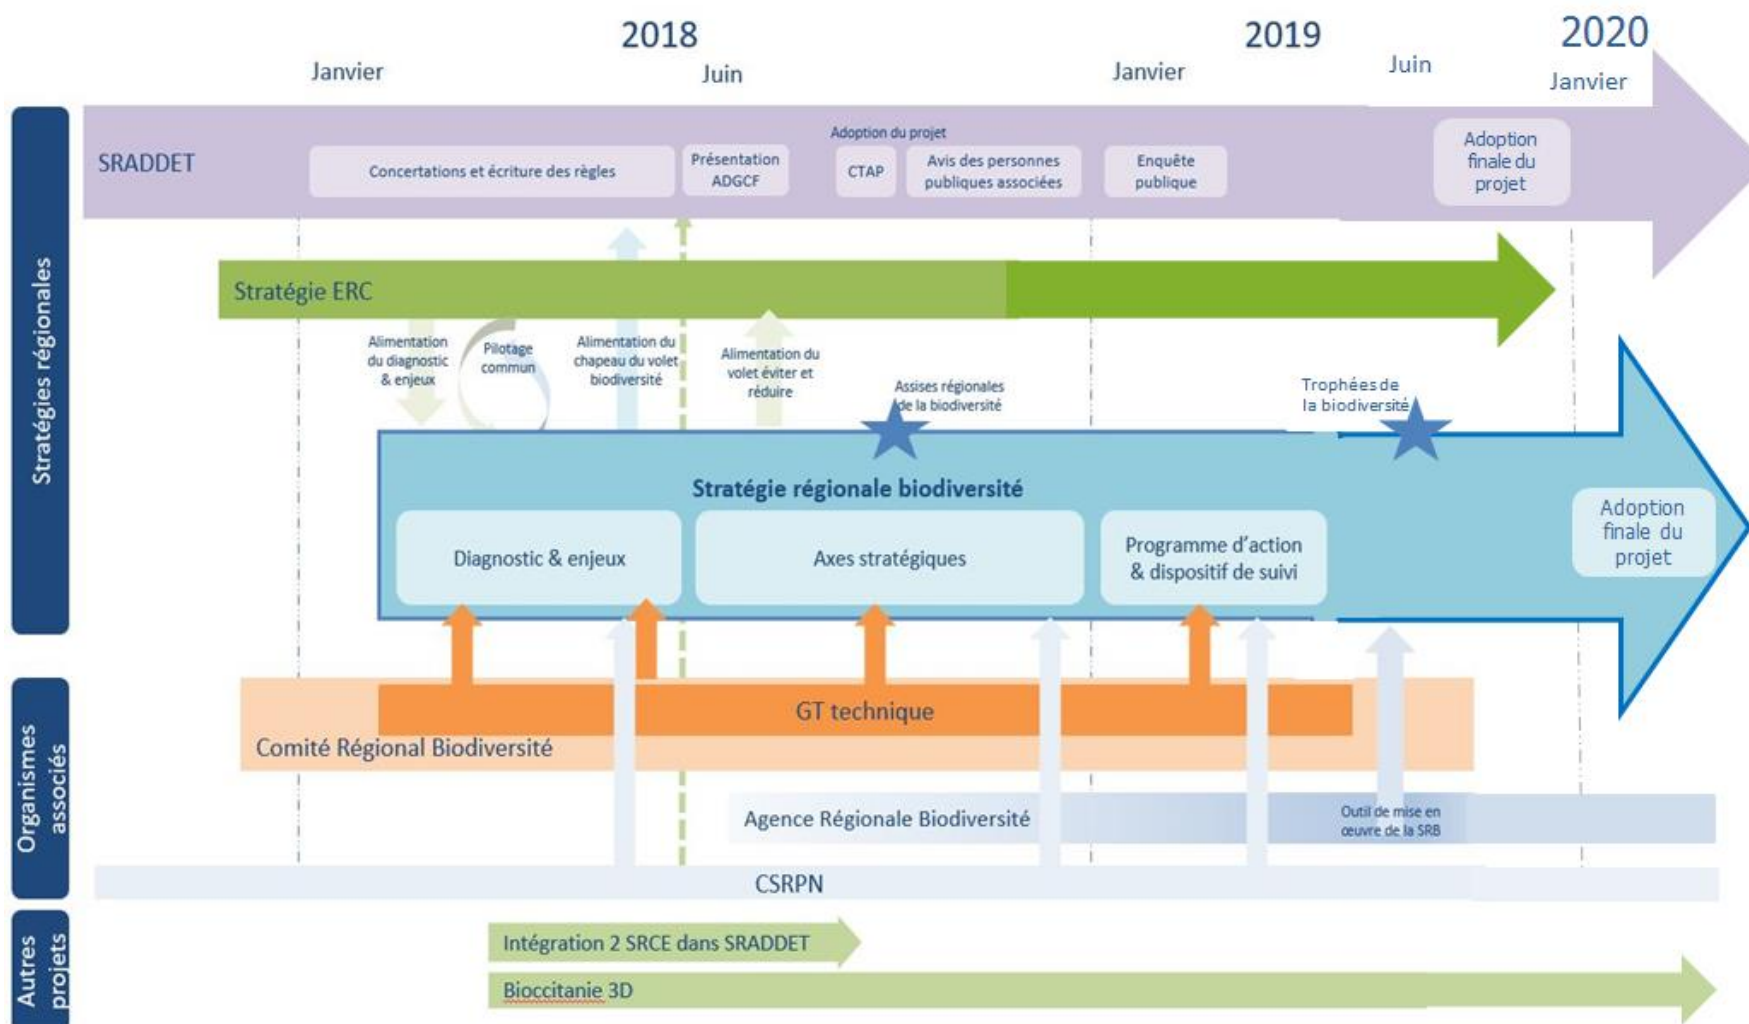 2018
2019
2020
Janvier
Juin
Janvier
Juin
Janvier
Stratégies régionales
SRADDET
Concertations et écriture des règles
Présentation
ADGCF
Adoption du projet
CTAP
Avis des personnes
publiques associées
Enquête
publique
Adoption
finale du
projet
Stratégie ERC
Alimentation
du diagnostic
& enjeux
Pilotage
commun
Alimentation du
chapeau du volet
biodiversité
Alimentation du
volet éviter et
réduire
Assises régionales
de la biodiversité
Trophées de
la biodiversité
Stratégie régionale biodiversité
Diagnostic & enjeux
Axes stratégiques
Programme d'action
& dispositif de suivi
Adoption
finale du
projet
Organismes
associés
GT technique
Comité Régional Biodiversité
Agence Régionale Biodiversité
Outil de mise en
œuvre de la SRB
CSRPN
Autres
projets
Intégration 2 SRCE dans SRADDET
Bioccitanie 3D